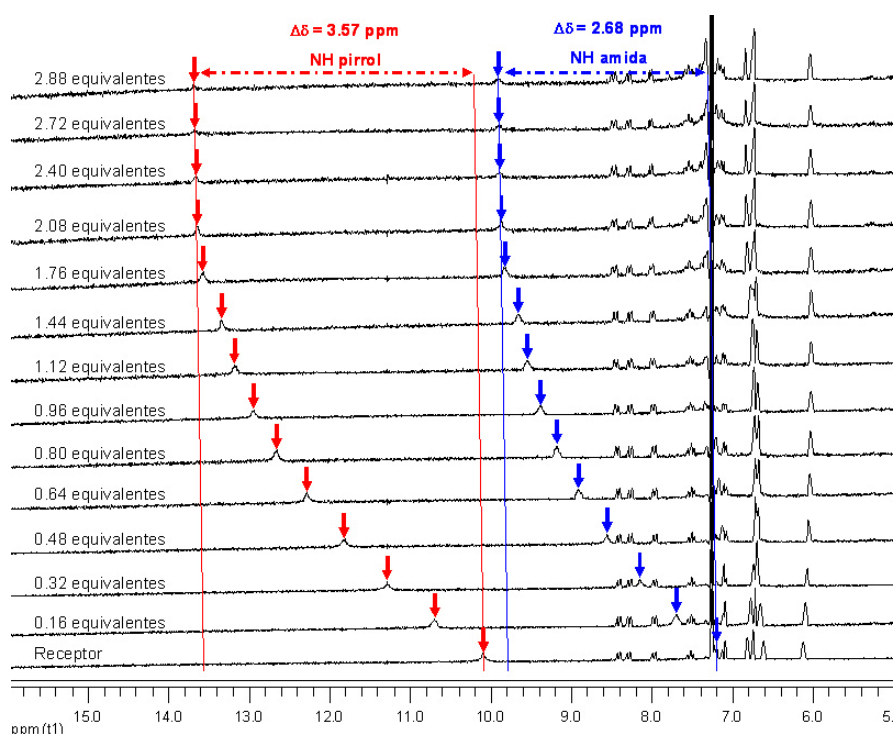 Δδ = 3.57 ppm
NH pirrol
Δδ = 2.68 ppm
NH amida
2.88 equivalentes
2.72 equivalentes
2.40 equivalentes
2.08 equivalentes
1.76 equivalentes
1.44 equivalentes
1.12 equivalentes
0.96 equivalentes
0.80 equivalentes
0.64 equivalentes
0.48 equivalentes
0.32 equivalentes
0.16 equivalentes
Receptor
15.0 14.0 13.0 12.0 11.0 10.0 9.0 8.0 7.0 6.0 5.
ppm (t1)